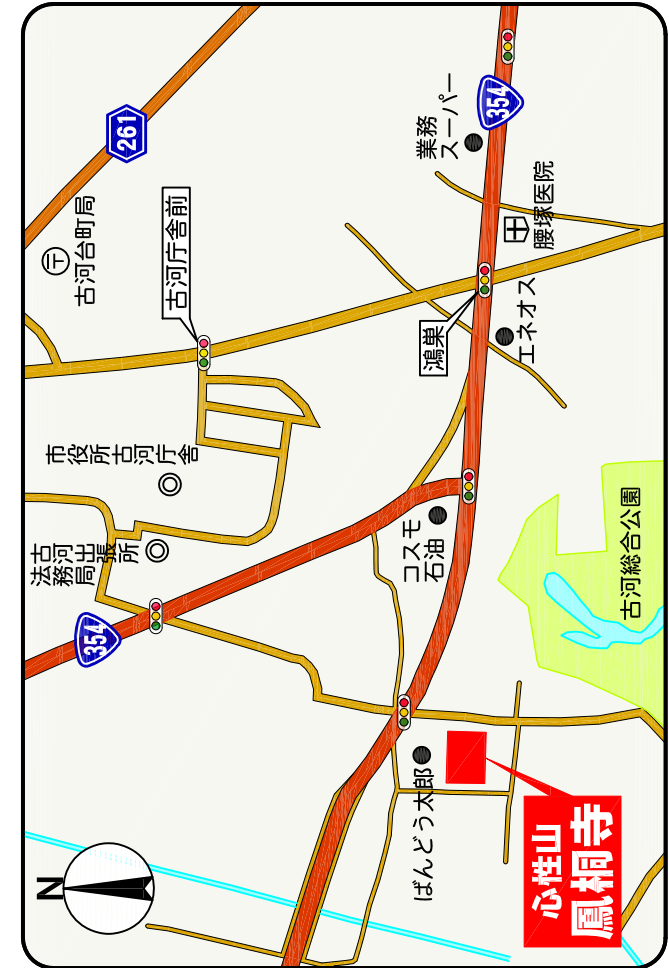 N
354
法務局
古河出張所
市役所古河庁舎
古河台町局
261
古河庁舎前
コスモ
石油
ばんどう太郎
鴻巣
業務
スーパー
354
エネオス
腰塚医院
古河総合公園
心性山
鳳桐寺